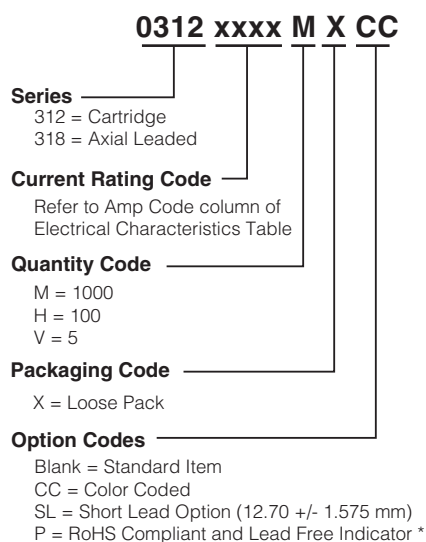 0312 xxxx M X CC
Series
312 = Cartridge
318 = Axial Leaded
Current Rating Code
Refer to Amp Code column of
Electrical Characteristics Table
Quantity Code
M = 1000
H = 100
V = 5
Packaging Code
X = Loose Pack
Option Codes
Blank = Standard Item
CC = Color Coded
SL = Short Lead Option (12.70 +/- 1.575 mm)
P = RoHS Compliant and Lead Free Indicator *